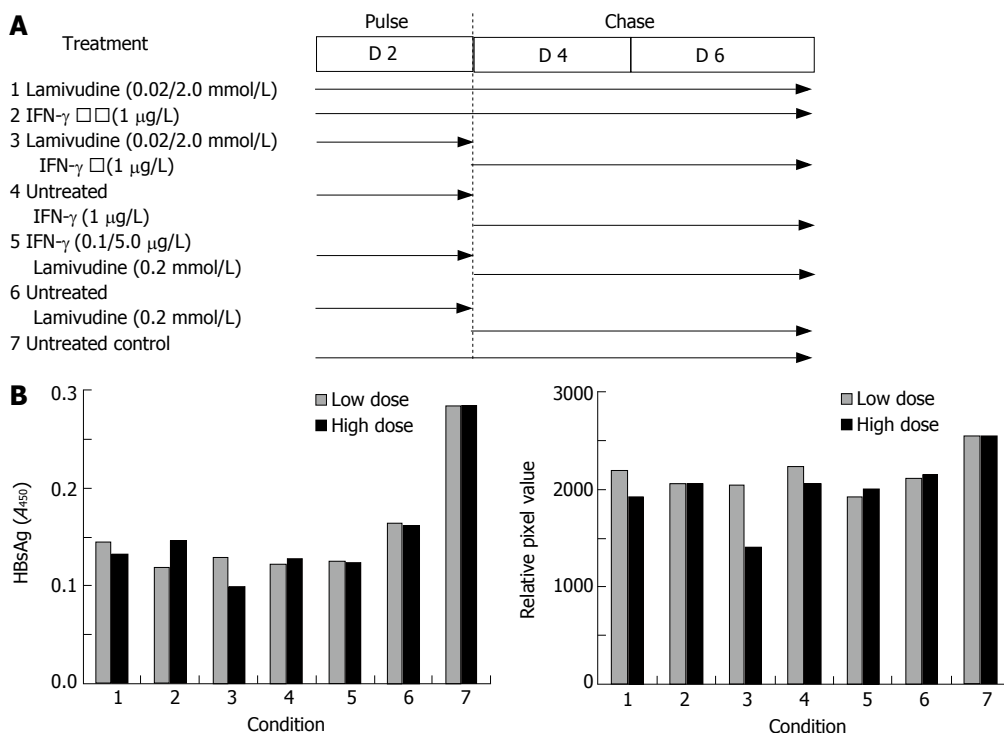 A
Treatment
Pulse Chase
D 2 D 4 D 6
1 Lamivudine (0.02/2.0 mmol/L)
2 IFN-γ □□(1 μg/L)
3 Lamivudine (0.02/2.0 mmol/L)
IFN-γ □(1 μg/L)
4 Untreated
IFN-γ (1 μg/L)
5 IFN-γ (0.1/5.0 μg/L)
Lamivudine (0.2 mmol/L)
6 Untreated
Lamivudine (0.2 mmol/L)
7 Untreated control
B
HBsAg (A450)
0.3
0.2
0.1
0.0
Low dose
High dose
1 2 3 4 5 6 7
Condition
Relative pixel value
3000
2000
1000
0
Low dose
High dose
1 2 3 4 5 6 7
Condition